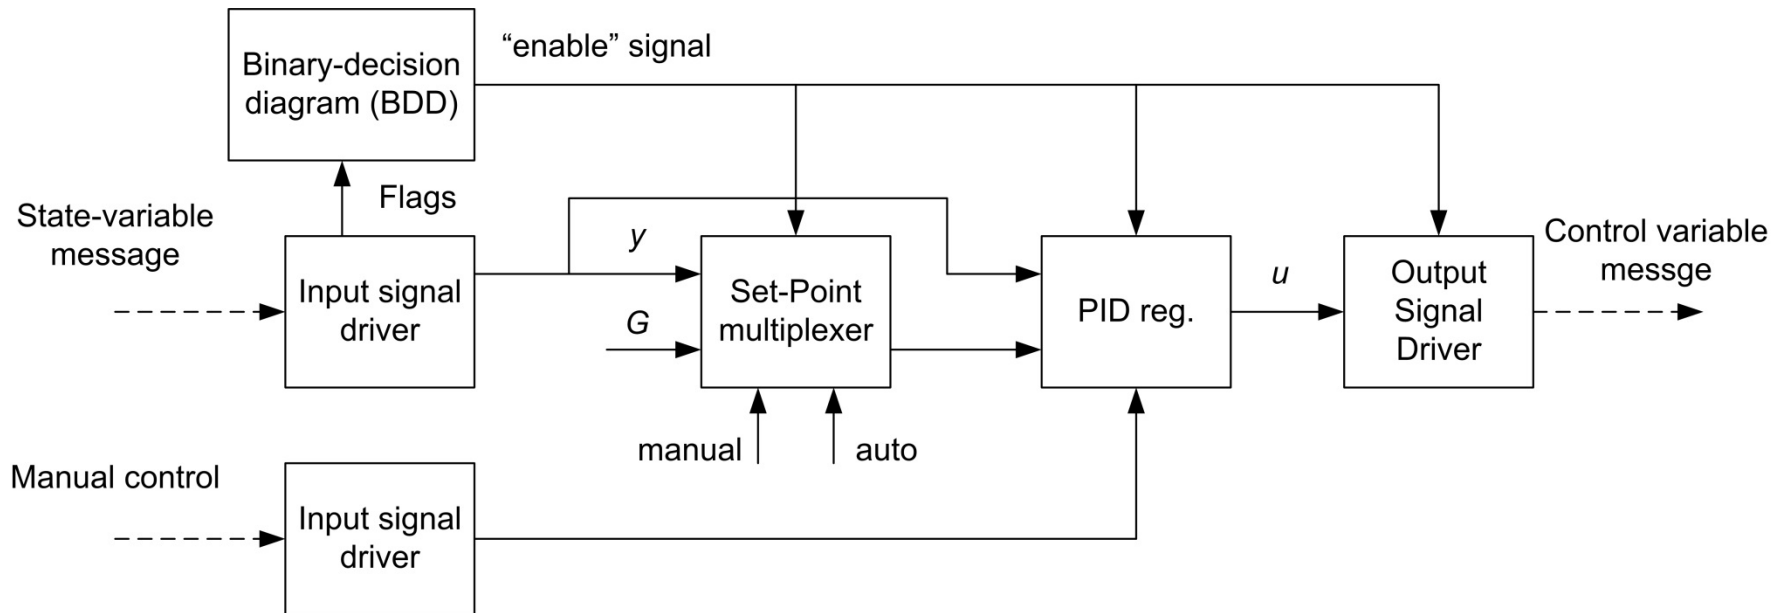 Binary-decision
diagram (BDD)
“enable” signal
Flags
State-variable
message
Input signal
driver
y
G
Set-Point
multiplexer
manual
auto
PID reg.
u
Output
Signal
Driver
Control variable
messge
Manual control
Input signal
driver